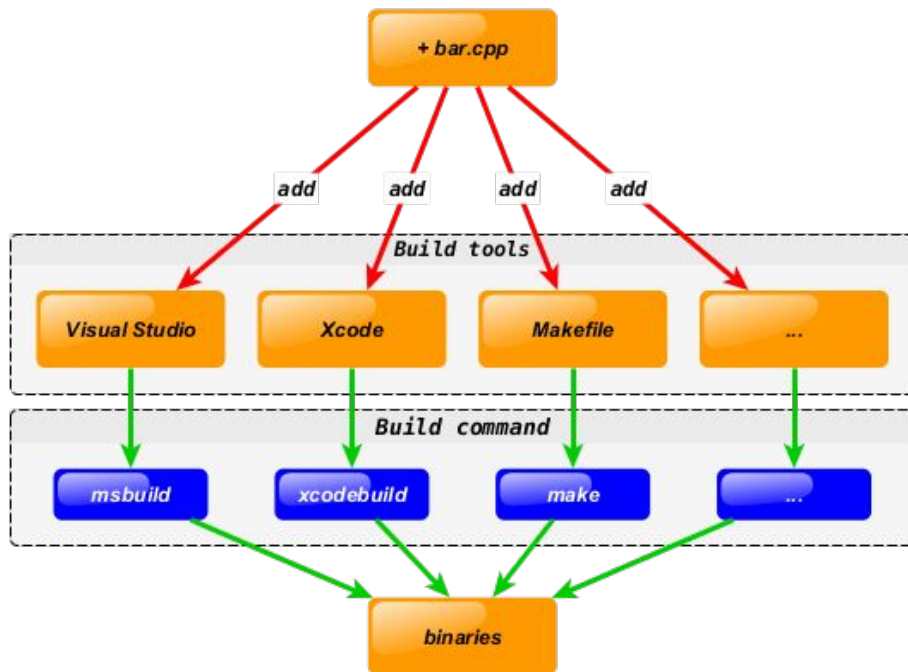 + bar.cpp
add add add add
Build tools
Visual Studio Xcode Makefile ...
Build command
msbuild xcodebuild make ...
binaries